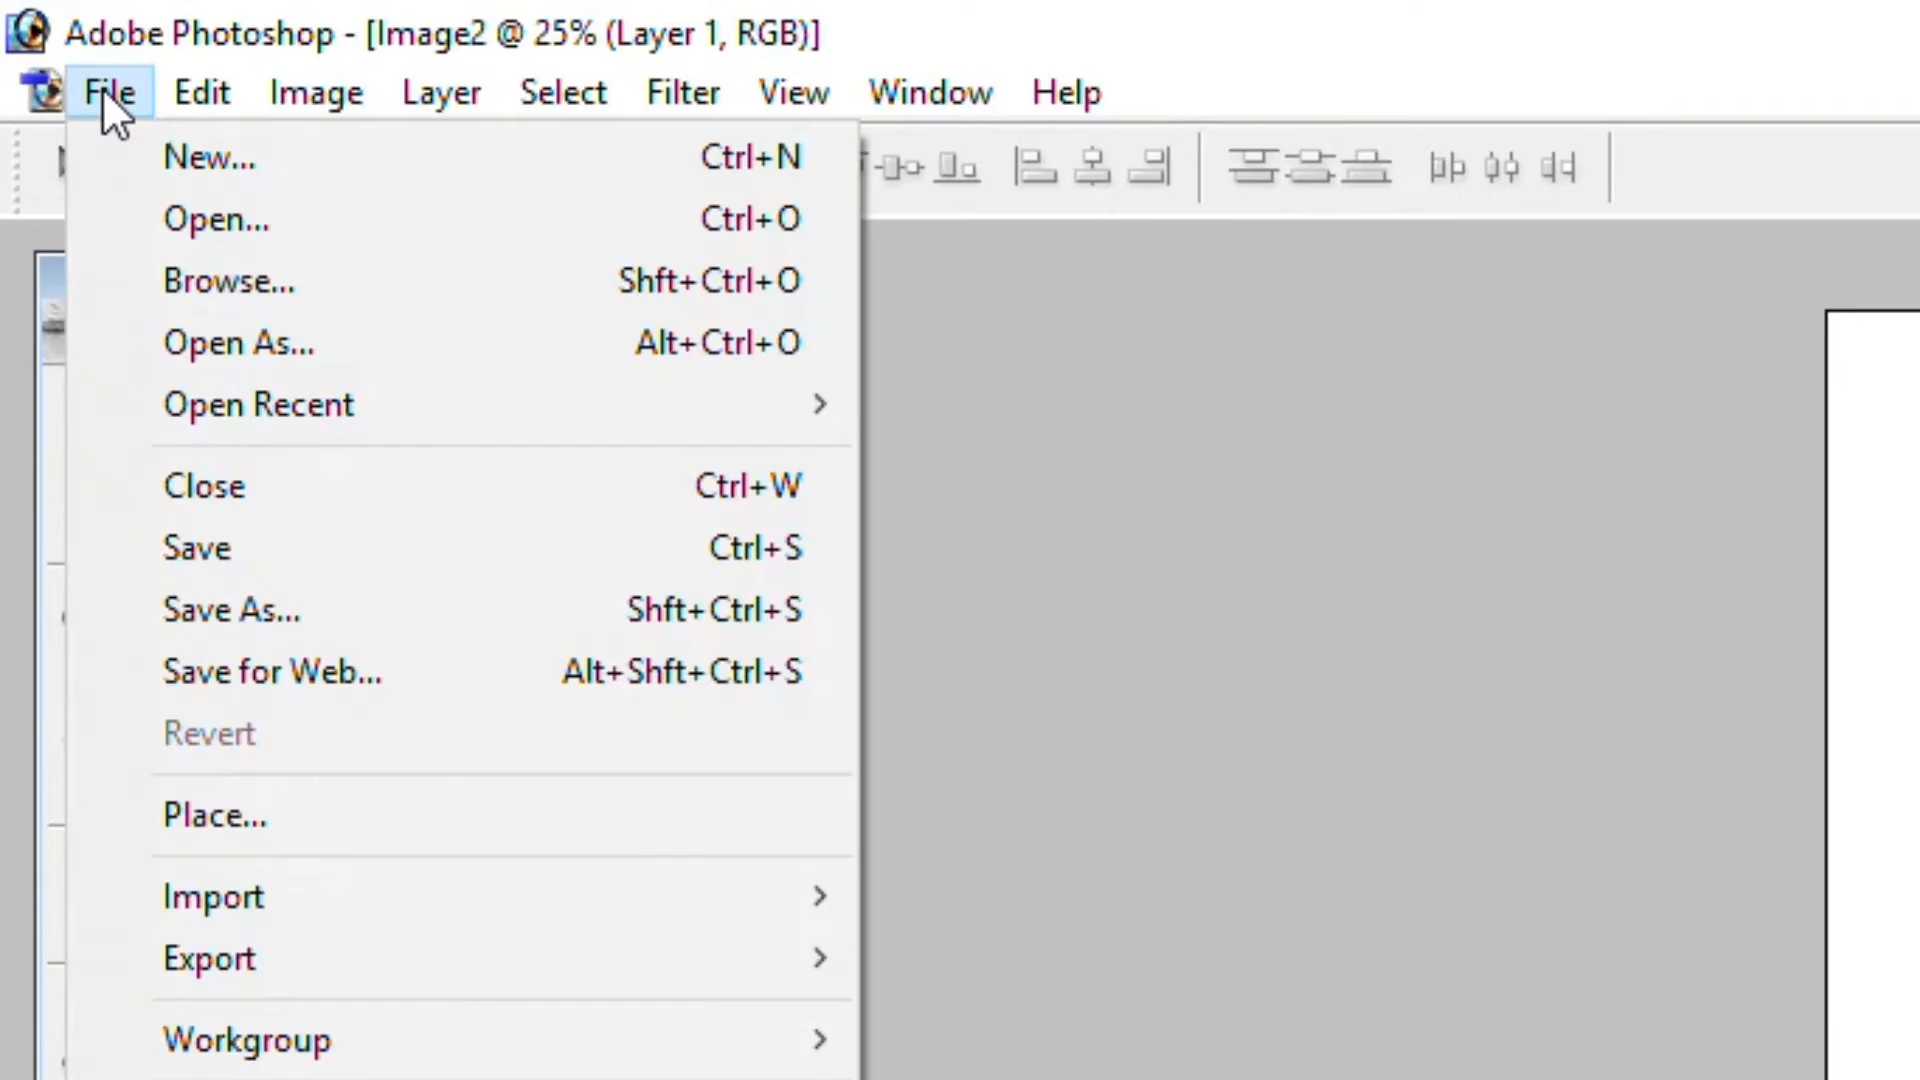 Adobe Photoshop - [Image2 @ 25% (Layer 1, RGB)]
File Edit Image Layer Select Filter View Window Help
New... Ctrl+N
Open... Ctrl+O
Browse... Shft+Ctrl+O
Open As... Alt+Ctrl+O
Open Recent
Close Ctrl+W
Save Ctrl+S
Save As... Shft+Ctrl+S
Save for Web... Alt+Shft+Ctrl+S
Revert
Place...
Import
Export
Workgroup